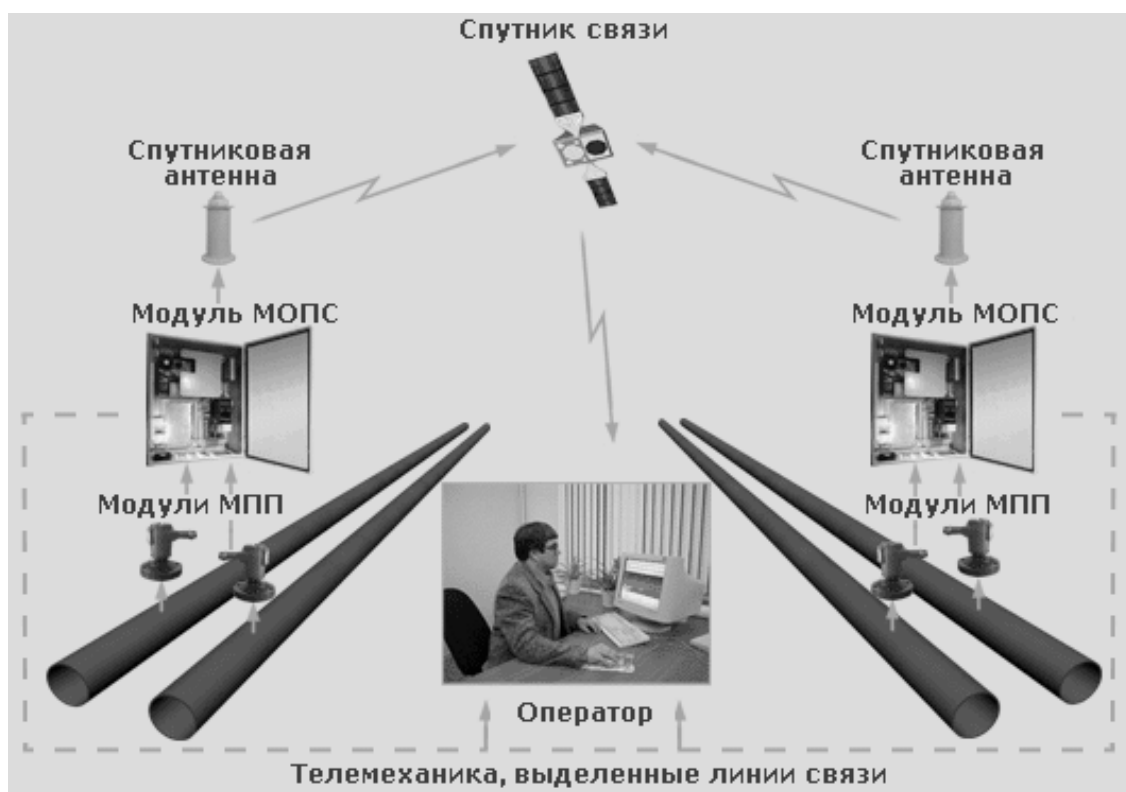 Спутник связи
Спутниковая
антенна
Спутниковая
антенна
Модуль МОПС
Модуль МОПС
Модули МПП
Модули МПП
Оператор
Телемеханика, выделенные линии связи